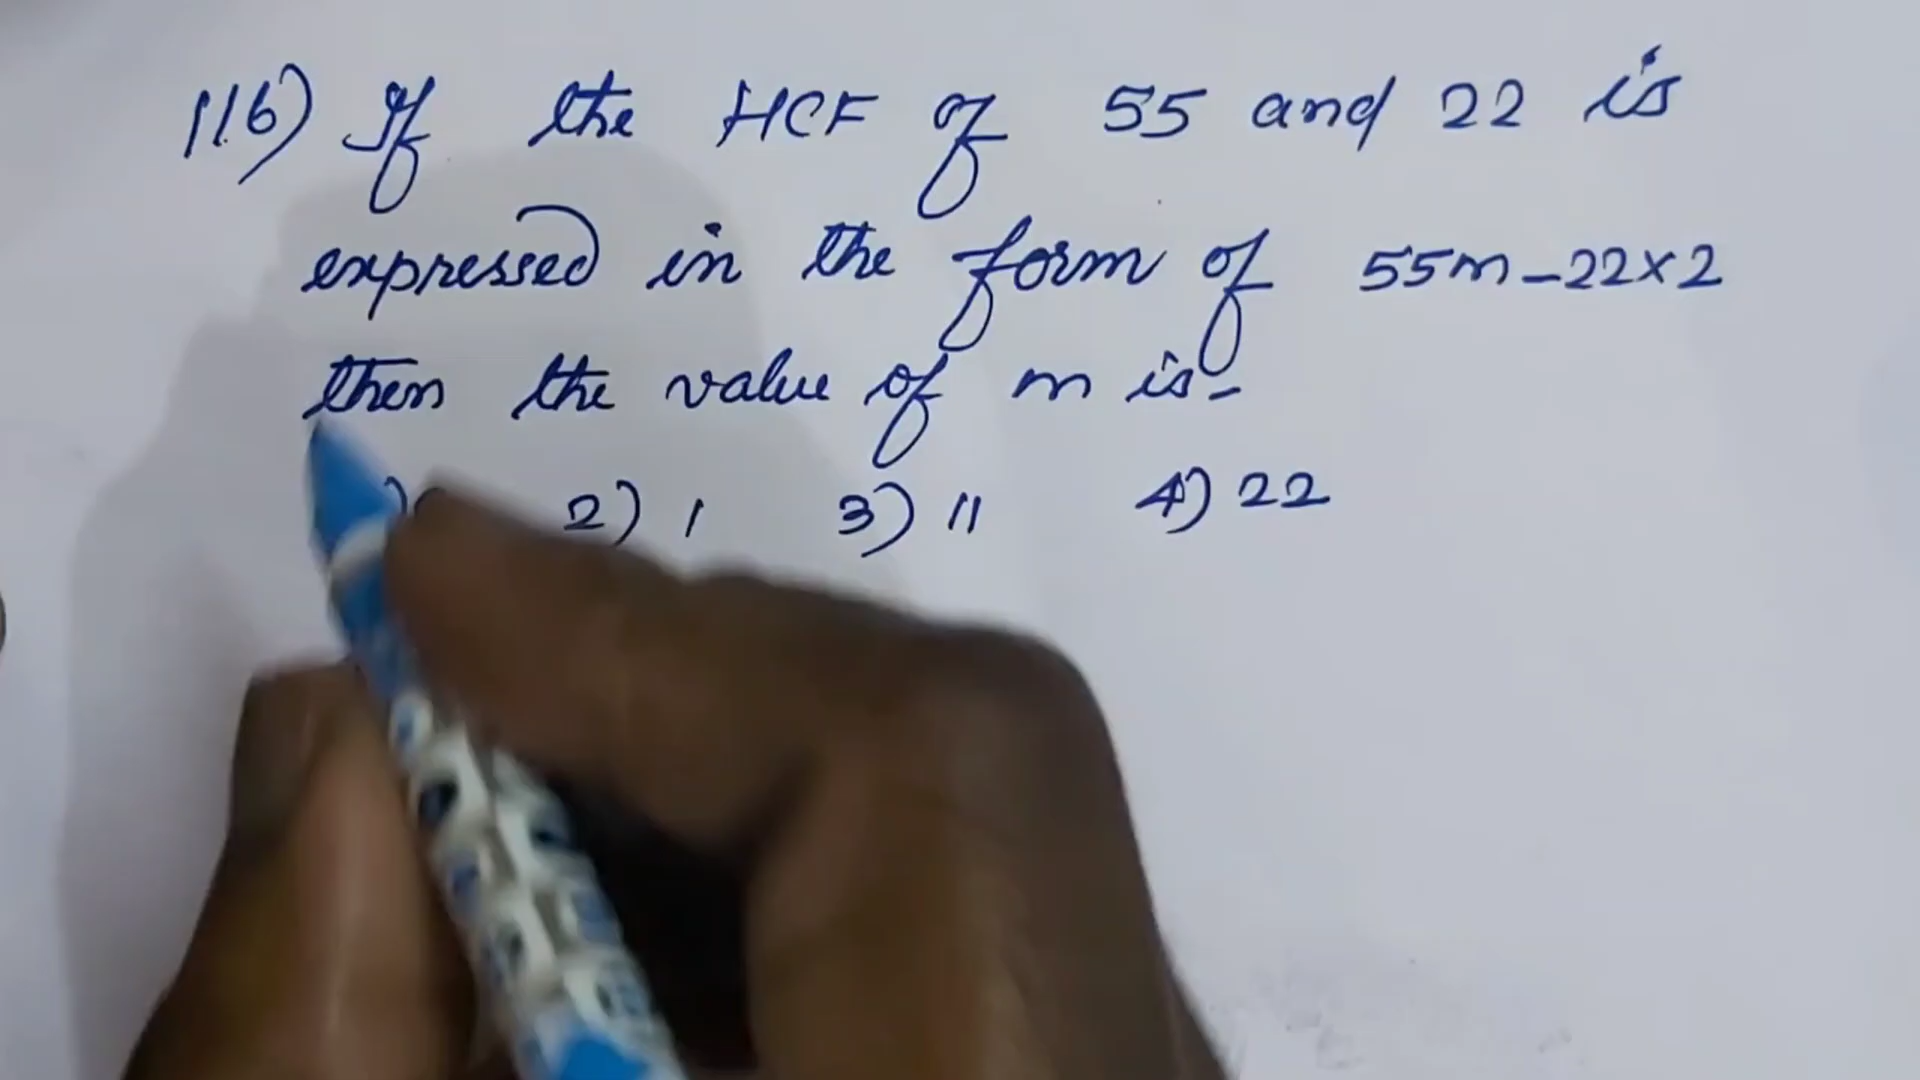 116) If the HCF of 55 and 22 is
expressed in the form of 55m-22×2
then the value of m is-
2) 1 3) 11 4) 22